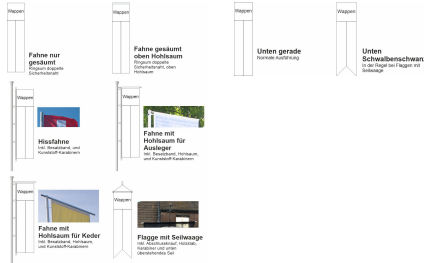 Wappen
Fahne nur
gesäumt
Ringsum doppelte
Sicherheitsnaht
Wappen
Fahne gesäumt
oben Hohlsaum
Ringsum doppelte
Sicherheitsnaht, oben
Hohlsaum
Wappen
Unten gerade
Normale Ausführung
Wappen
Unten
Schwalbenschwanz
In der Regel bei Flaggen mit
Seilwaage
Wappen
Hissfahne
Inkl. Besatzband, und
Kunststoff-Karabinern
Wappen
Fahne mit
Hohlsaum für
Ausleger
Inkl. Besatzband, Hohlsaum,
und Kunststoff-Karabinern
Wappen
Fahne mit
Hohlsaum für Keder
Inkl. Besatzband, Hohlsaum,
und Kunststoff-Karabinern
Wappen
Flagge mit Seilwaage
Inkl. Abschlussknauf, Holzstab,
Karabiner und unten
überstehendes Seil